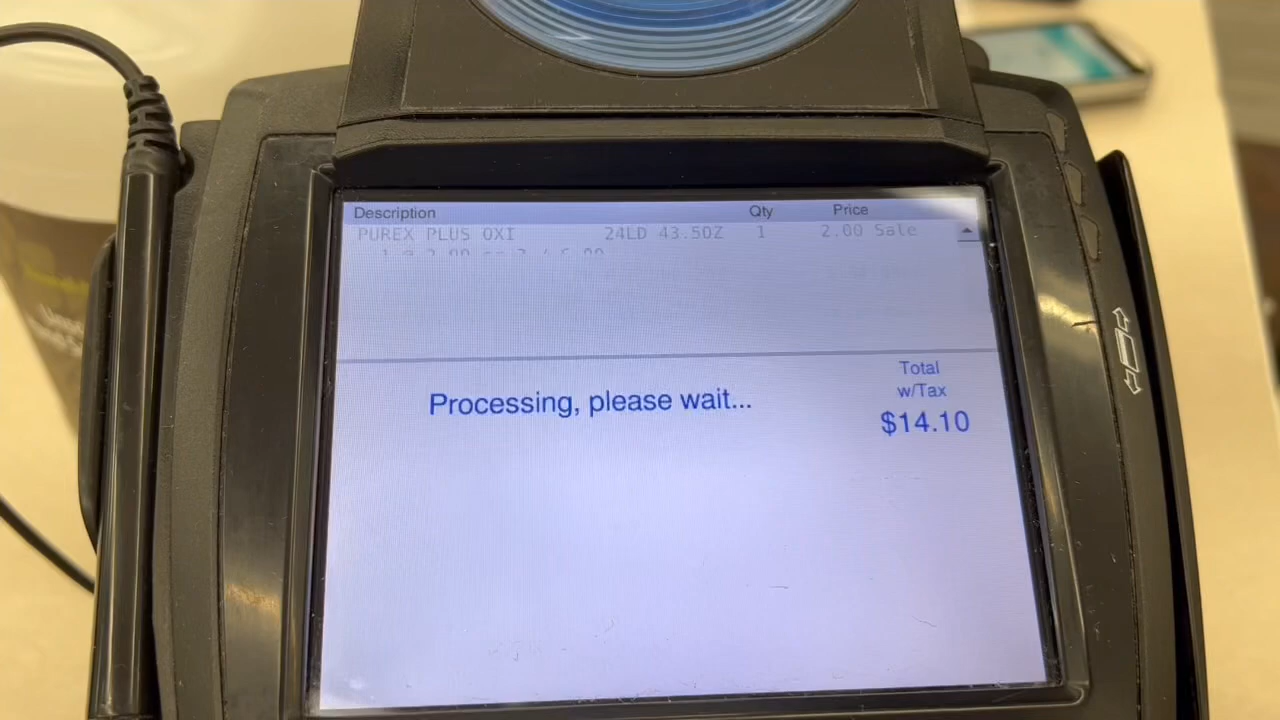 Description Qty Price
PUREX PLUS OXI 24LD 43.5OZ 1 2.00 Sale
Processing, please wait...
Total
w/Tax
$14.10